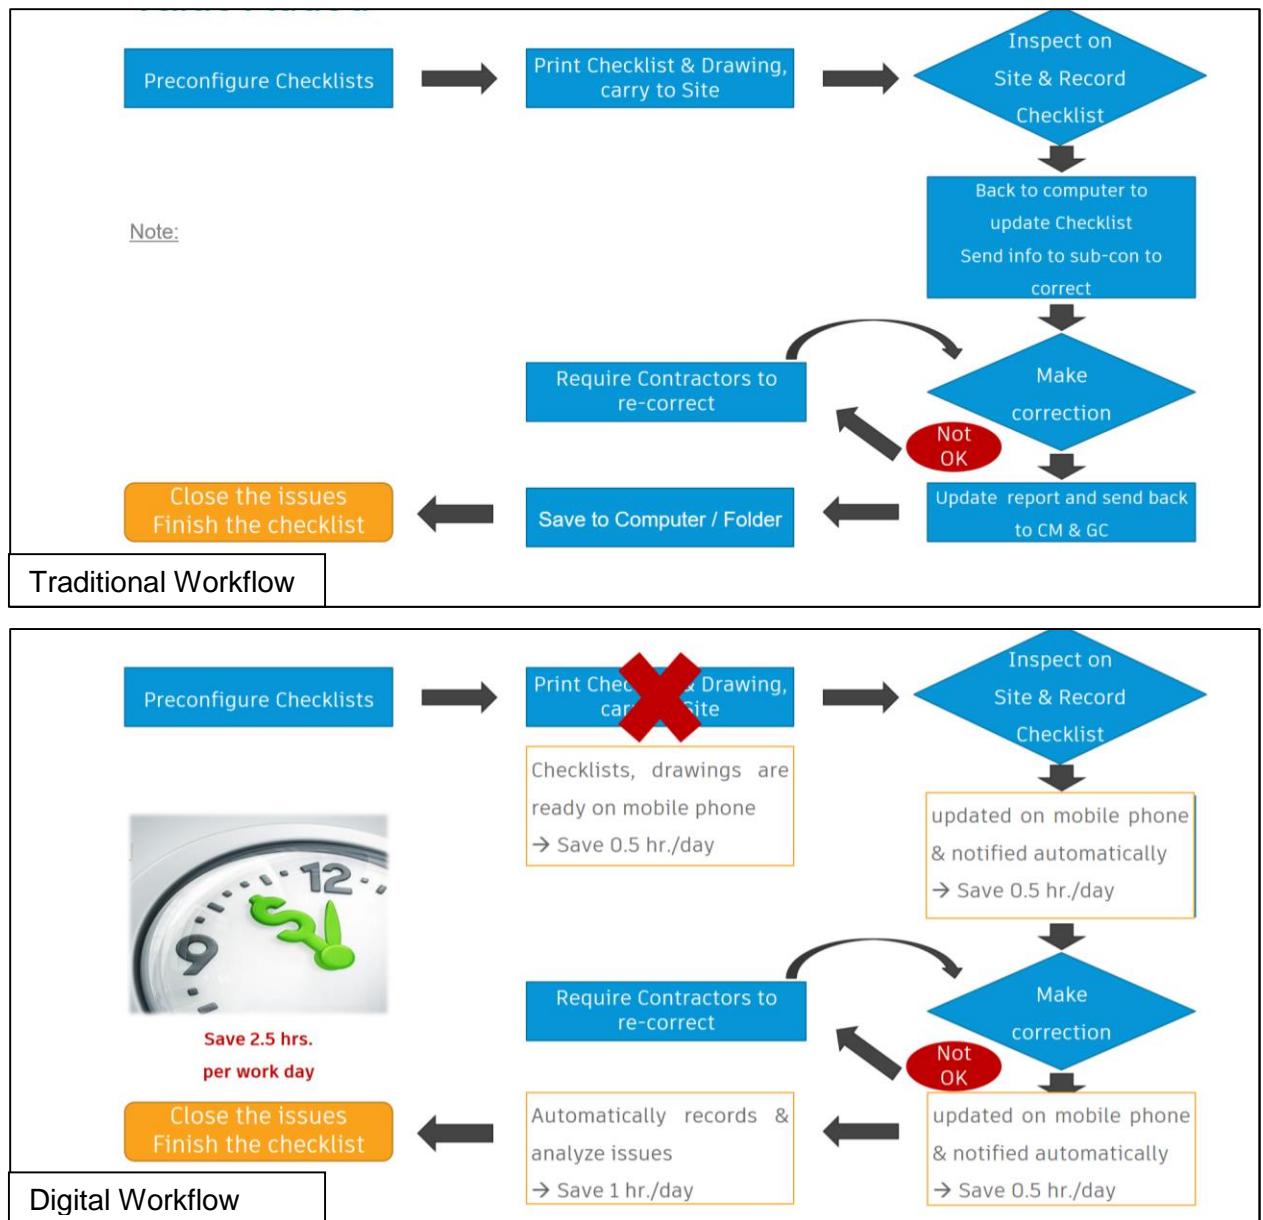 Preconfigure Checklists
Print Checklist & Drawing,
carry to Site
Inspect on
Site & Record
Checklist
Back to computer to
update Checklist
Send info to sub-con to
correct
Note:
Require Contractors to
re-correct
Make
correction
Not
OK
Close the issues
Finish the checklist
Save to Computer / Folder
Update report and send back
to CM & GC
Traditional Workflow
Preconfigure Checklists
& Drawing,
Site
Inspect on
Site & Record
Checklist
Checklists, drawings are
ready on mobile phone
→ Save 0.5 hr./day
updated on mobile phone
& notified automatically
→ Save 0.5 hr./day
12
9
$
Save 2.5 hrs.
per work day
Require Contractors to
re-correct
Make
correction
Not
OK
Close the issues
Finish the checklist
Automatically records &
analyze issues
→ Save 1 hr./day
updated on mobile phone
& notified automatically
→ Save 0.5 hr./day
Digital Workflow